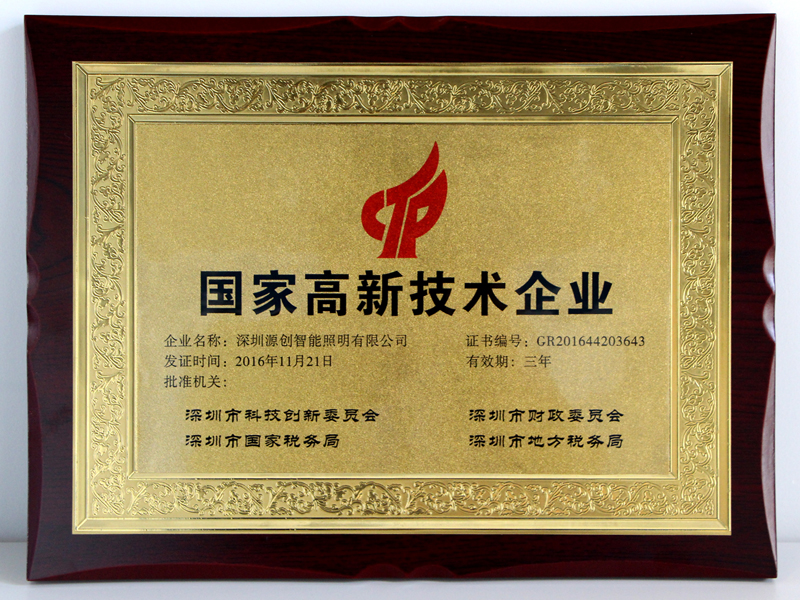 CTP
国家高新技术企业
企业名称：深圳源创智能照明有限公司 证书编号：GR201644203643
发证时间：2016年11月21日 有效期：三年
批准机关：
深圳市科技创新委员会 深圳市财政委员会
深圳市国家税务局 深圳市地方税务局